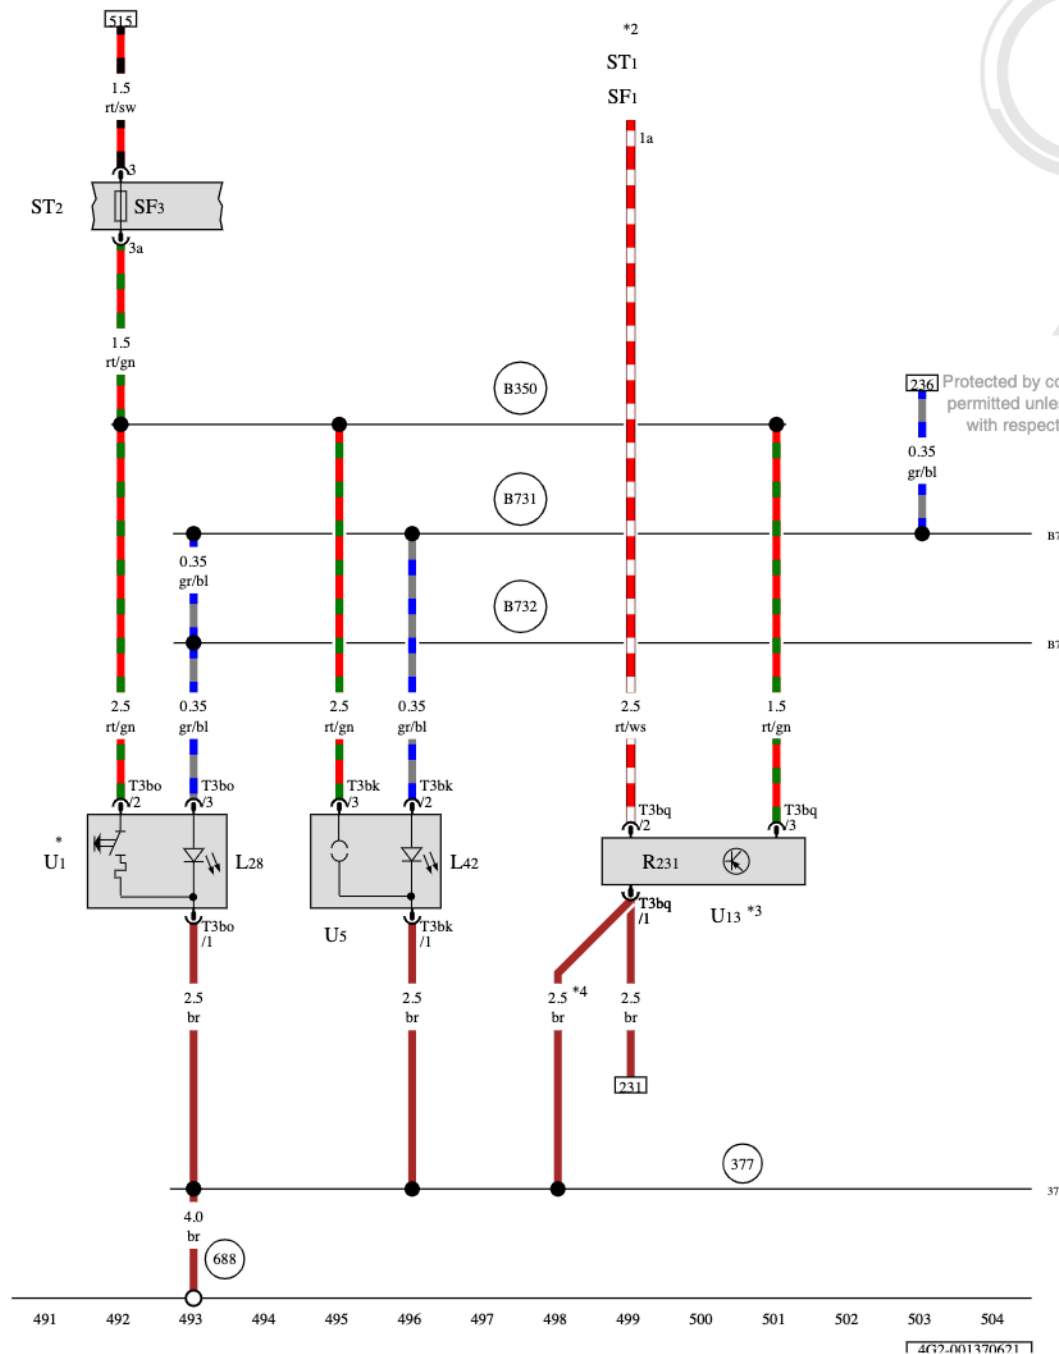 515
*2
ST1
SF1
1.5
rt/sw
1a
3
ST2
SF3
3a
1.5
rt/gn
B350
236
Protected by co
permitted unle
with respect
0.35
gr/bl
B731
B7
0.35
gr/bl
B732
B7
2.5
rt/gn
0.35
gr/bl
2.5
rt/gn
0.35
gr/bl
2.5
rt/ws
1.5
rt/gn
T3bo
/2
T3bo
/3
T3bk
/3
T3bk
/2
T3bq
/2
T3bq
/3
*
U1
L28
L42
R231
T3bo
/1
U5
T3bk
/1
T3bq
/1
U13 *3
2.5
br
2.5
br
2.5 *4
br
2.5
br
231
377
37
4.0
br
688
491 492 493 494 495 496 497 498 499 500 501 502 503 504
4G2-001370621